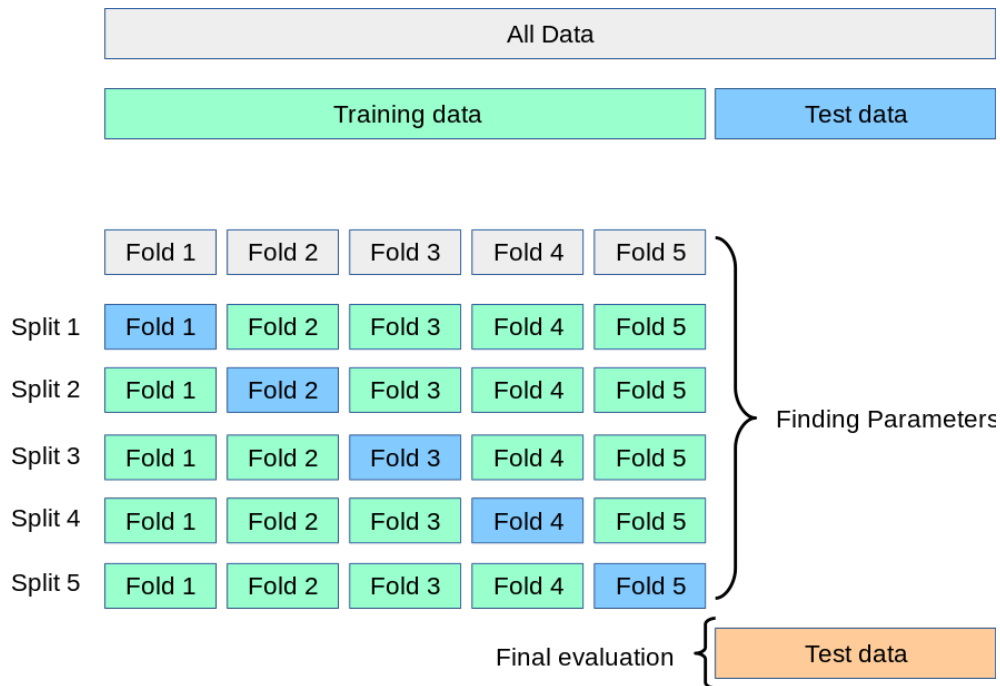 All Data
Training data Test data
Fold 1 Fold 2 Fold 3 Fold 4 Fold 5
Split 1 Fold 1 Fold 2 Fold 3 Fold 4 Fold 5
Split 2 Fold 1 Fold 2 Fold 3 Fold 4 Fold 5
Finding Parameters
Split 3 Fold 1 Fold 2 Fold 3 Fold 4 Fold 5
Split 4 Fold 1 Fold 2 Fold 3 Fold 4 Fold 5
Split 5 Fold 1 Fold 2 Fold 3 Fold 4 Fold 5
Final evaluation Test data